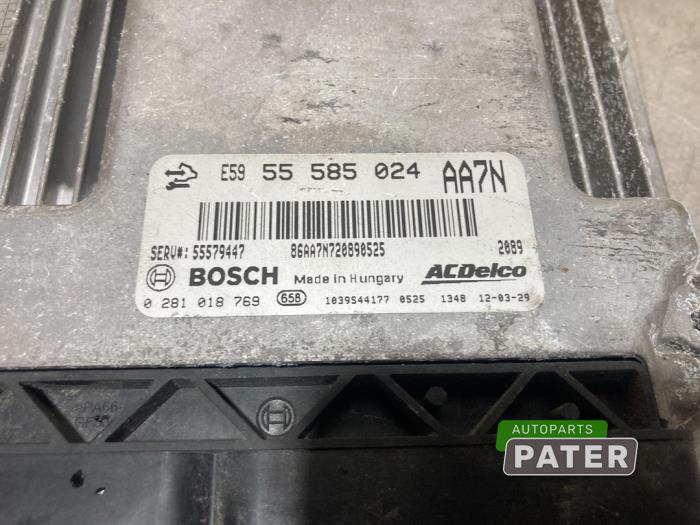 E59 55 585 024 AA7N
SERV#: 55579447 86AA7N720890525 2089
BOSCH Made in Hungary ACDelco
0 281 018 769 658 1039S44177 0525 1348 12-03-29
>PA66-
AUTOPARTS
PATER